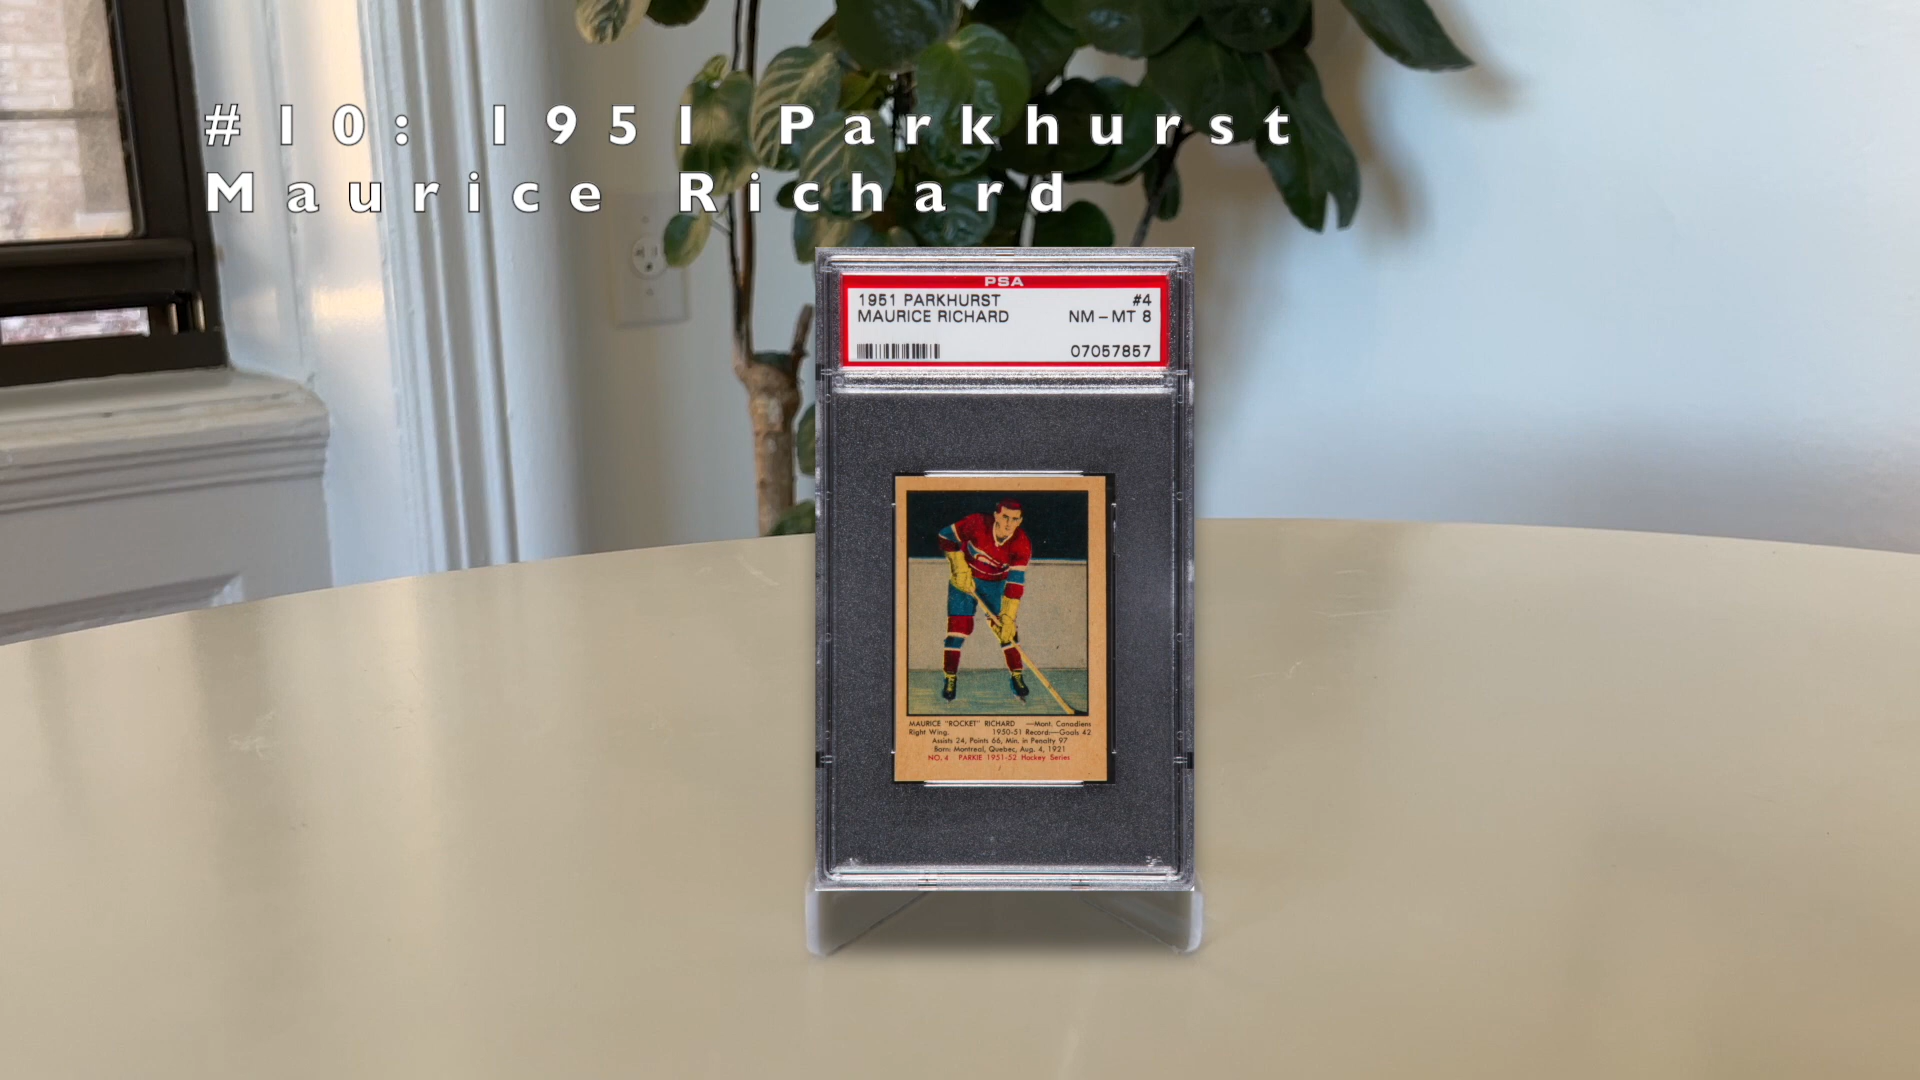 #10: 1951 Parkhurst
Maurice Richard
PSA
1951 PARKHURST #4
MAURICE RICHARD NM-MT 8
07057857
MAURICE "ROCKET" RICHARD —Mont. Canadiens
Right Wing. 1950-51 Record:—Goals 42
Assists 24, Points 66, Min. in Penalty 97
Born: Montreal, Quebec, Aug. 4, 1921
NO. 4 PARKIE 1951-52 Hockey Series